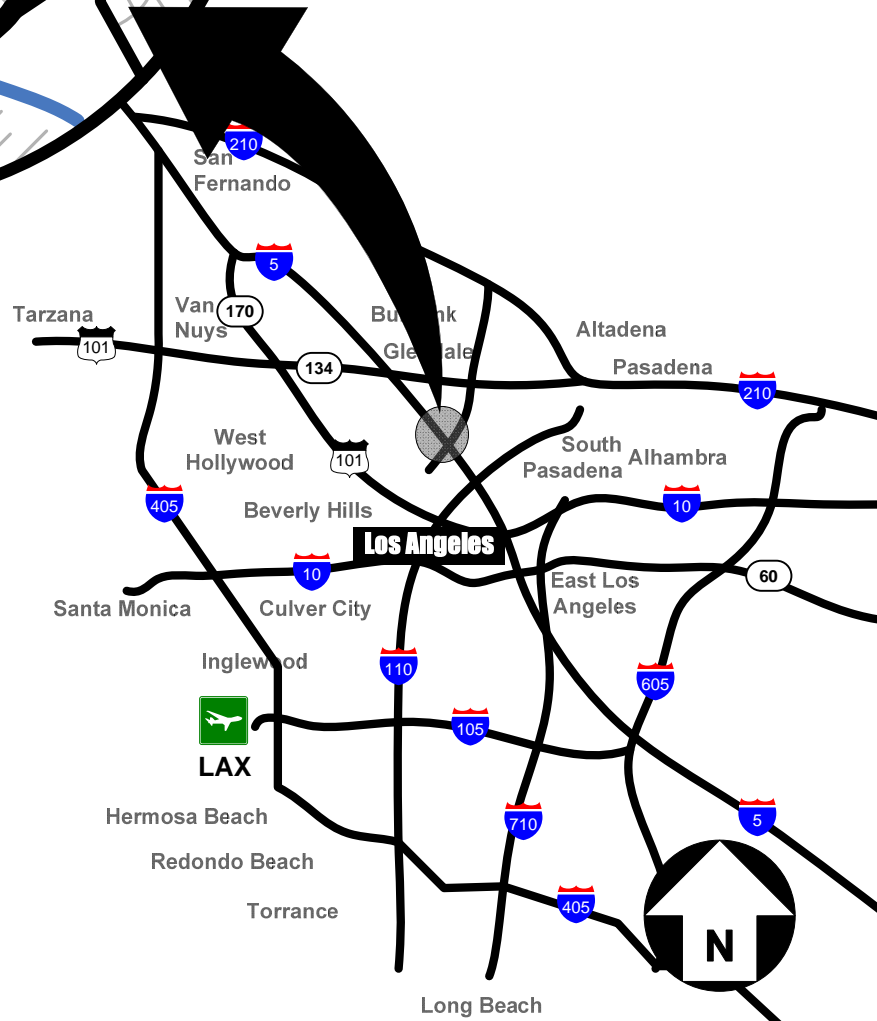 210
San
Fernando
5
170
Van
Nuys
Tarzana
101
134
Altadena
Pasadena
210
West
Hollywood
101
South
Pasadena
Alhambra
405
Beverly Hills
10
Los Angeles
10
60
East Los
Angeles
Santa Monica
Culver City
Inglewood
110
605
105
LAX
Hermosa Beach
710
5
Redondo Beach
405
Torrance
N
Long Beach